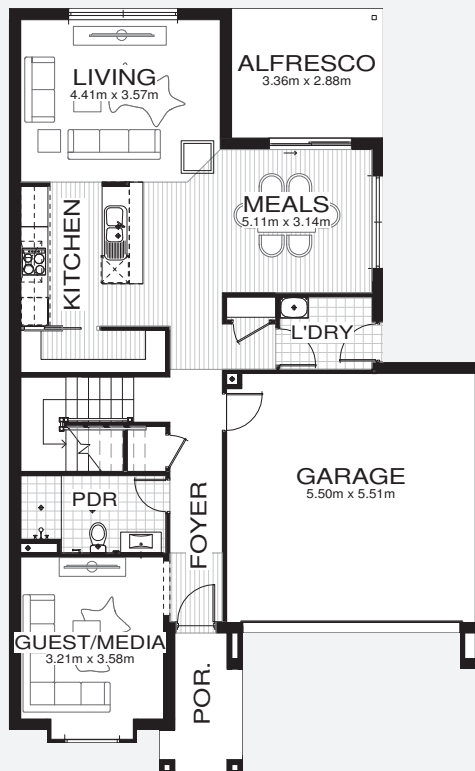 LIVING
4.41m x 3.57m
ALFRESCO
3.36m x 2.88m
KITCHEN
MEALS
5.11m x 3.14m
L'DRY
GARAGE
5.50m x 5.51m
PDR
FOYER
GUEST/MEDIA
3.21m x 3.58m
POR.